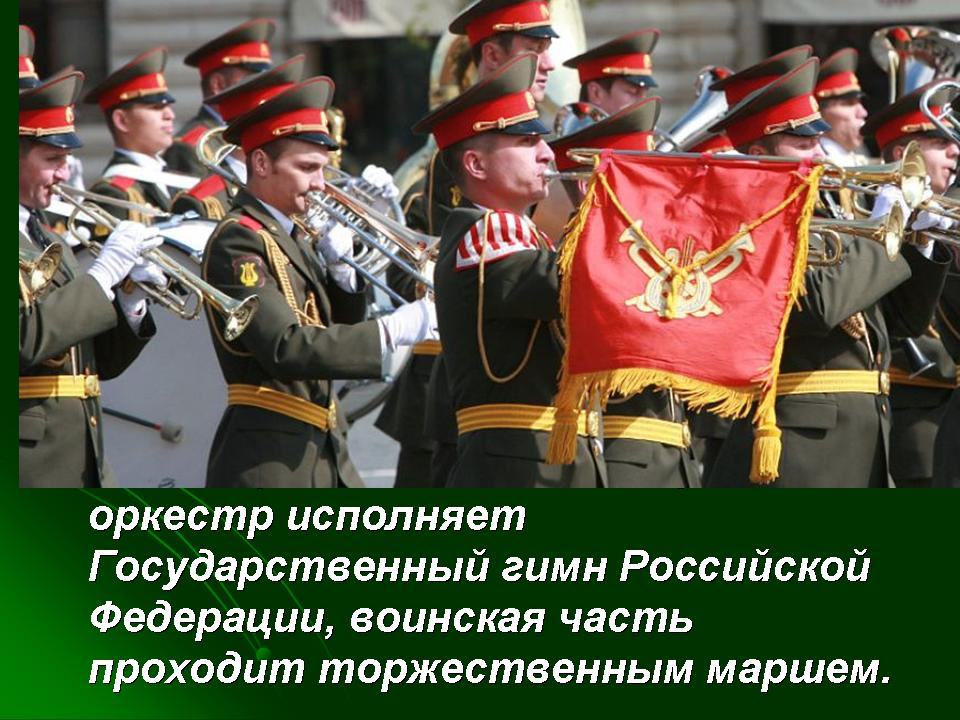 оркестр исполняет
Государственный гимн Российской
Федерации, воинская часть
проходит торжественным маршем.